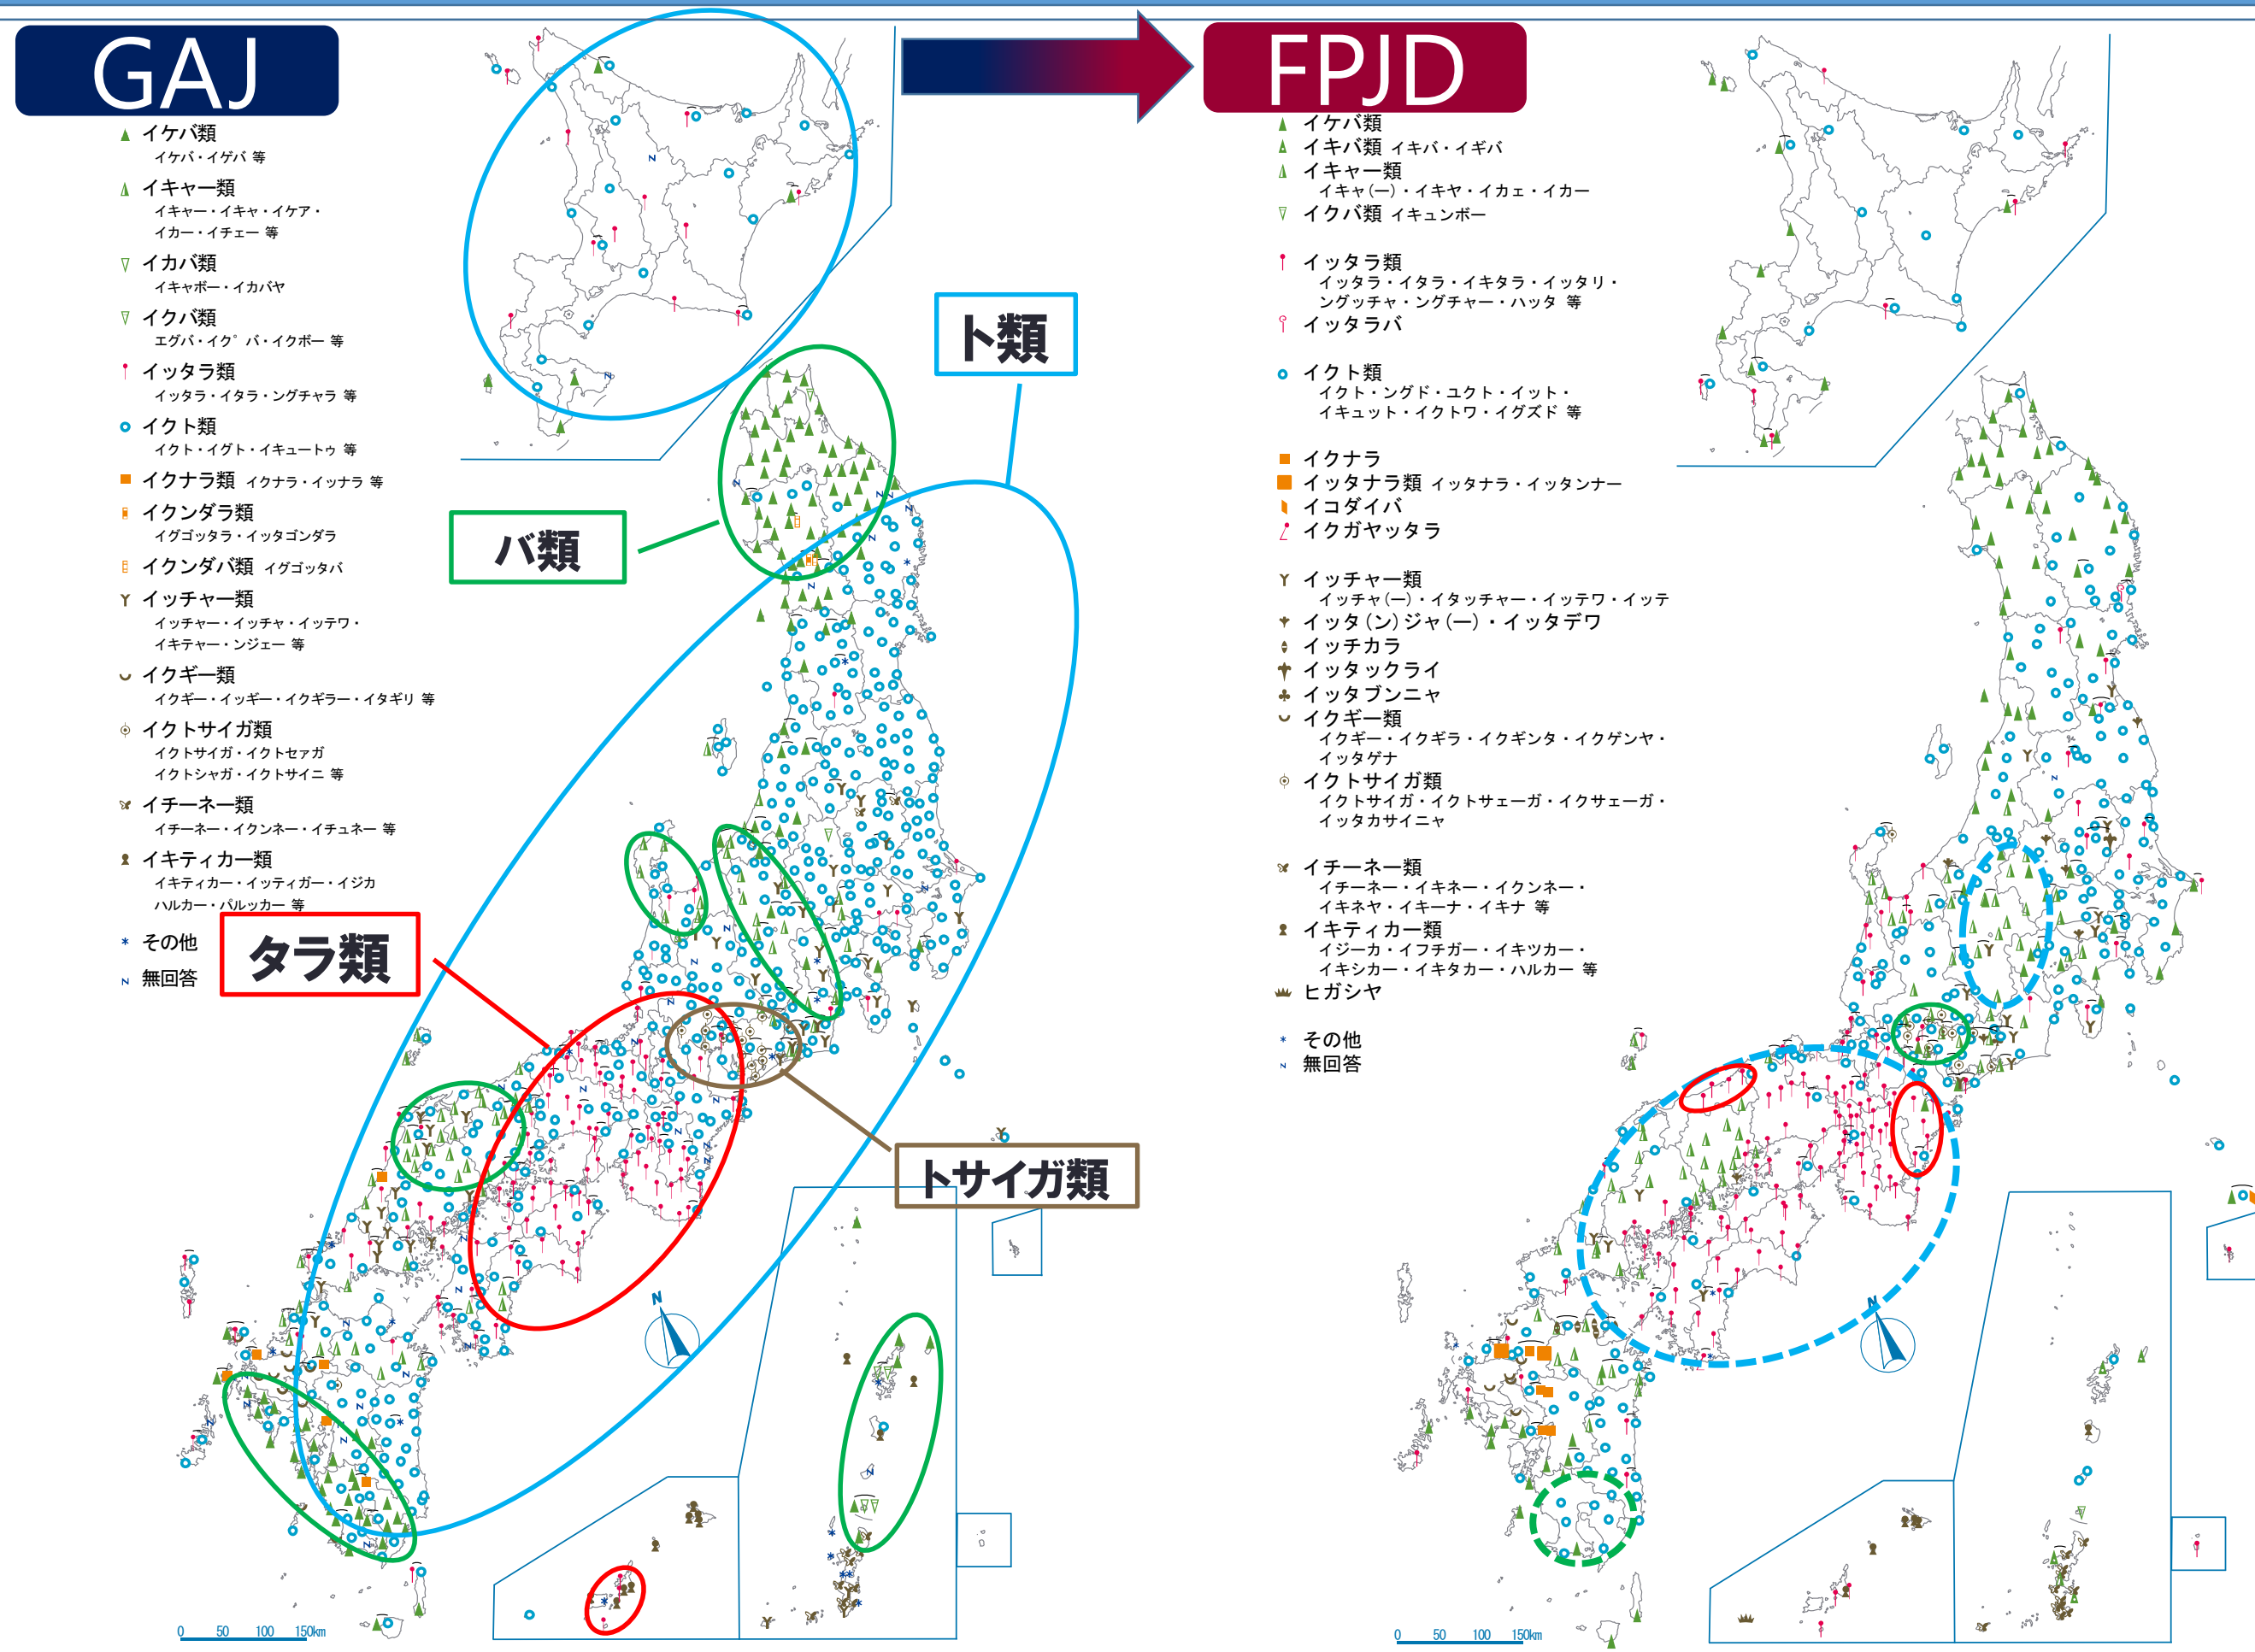 GAJ
イケバ類
イケバ・イゲバ 等
イキャー類
イキャー・イキャ・イケア・
イカー・イチェー 等
イカバ類
イキャボー・イカバヤ
イクバ類
エグバ・イク゜バ・イクボー 等
イッタラ類
イッタラ・イタラ・ングチャラ 等
イクト類
イクト・イグト・イキュートゥ 等
イクナラ類 イクナラ・イッナラ 等
イクンダラ類
イグゴッタラ・イッタゴンダラ
イクンダバ類 イグゴッタバ
イッチャー類
イッチャー・イッチャ・イッテワ・
イキテャー・ンジェー 等
イクギー類
イクギー・イッギー・イクギラー・イタギリ 等
イクトサイガ類
イクトサイガ・イクトセァガ
イクトシャガ・イクトサイニ 等
イチーネー類
イチーネー・イクンネー・イチュネー 等
イキティカー類
イキティカー・イッティガー・イジカ
ハルカー・パルッカー 等
その他
無回答
ト類
バ類
タラ類
トサイガ類
N
0 50 100 150km
FPJD
イケバ類
イキバ類 イキバ・イギバ
イキャー類
イキャ(ー)・イキヤ・イカェ・イカー
イクバ類 イキュンボー
イッタラ類
イッタラ・イタラ・イキタラ・イッタリ・
ングッチャ・ングチャー・ハッタ 等
イッタラバ
イクト類
イクト・ングド・ユクト・イット・
イキュット・イクトワ・イグズド 等
イクナラ
イッタナラ類 イッタナラ・イッタンナー
イコダイバ
イクガヤッタラ
イッチャー類
イッチャ(ー)・イタッチャー・イッテワ・イッテ
イッタ(ン)ジャ(ー)・イッタデワ
イッチカラ
イッタックライ
イッタブンニャ
イクギー類
イクギー・イクギラ・イクギンタ・イクゲンヤ・
イッタゲナ
イクトサイガ類
イクトサイガ・イクトサェーガ・イクサェーガ・
イッタカサイニャ
イチーネー類
イチーネー・イキネー・イクンネー・
イキネヤ・イキーナ・イキナ 等
イキティカー類
イジーカ・イフチガー・イキツカー・
イキシカー・イキタカー・ハルカー 等
ヒガシヤ
その他
無回答
N
0 50 100 150km